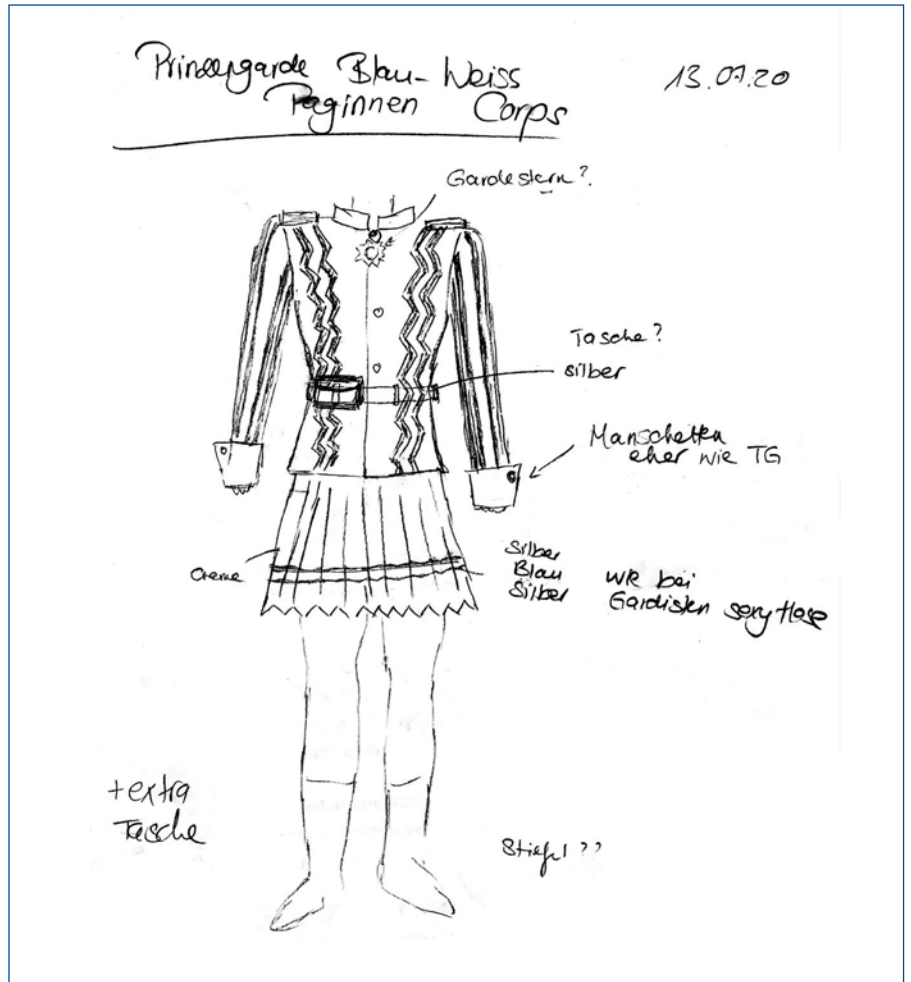 Prinzengarde Blau-Weiss
Paginnen Corps
13.07.20
Gardestern?
Tasche?
silber
Manschetten
eher wie TG
Creme
Silber
Blau
Silber
wie bei
Gardisten sexy Hose
+extra
Tasche
Stiefel ??